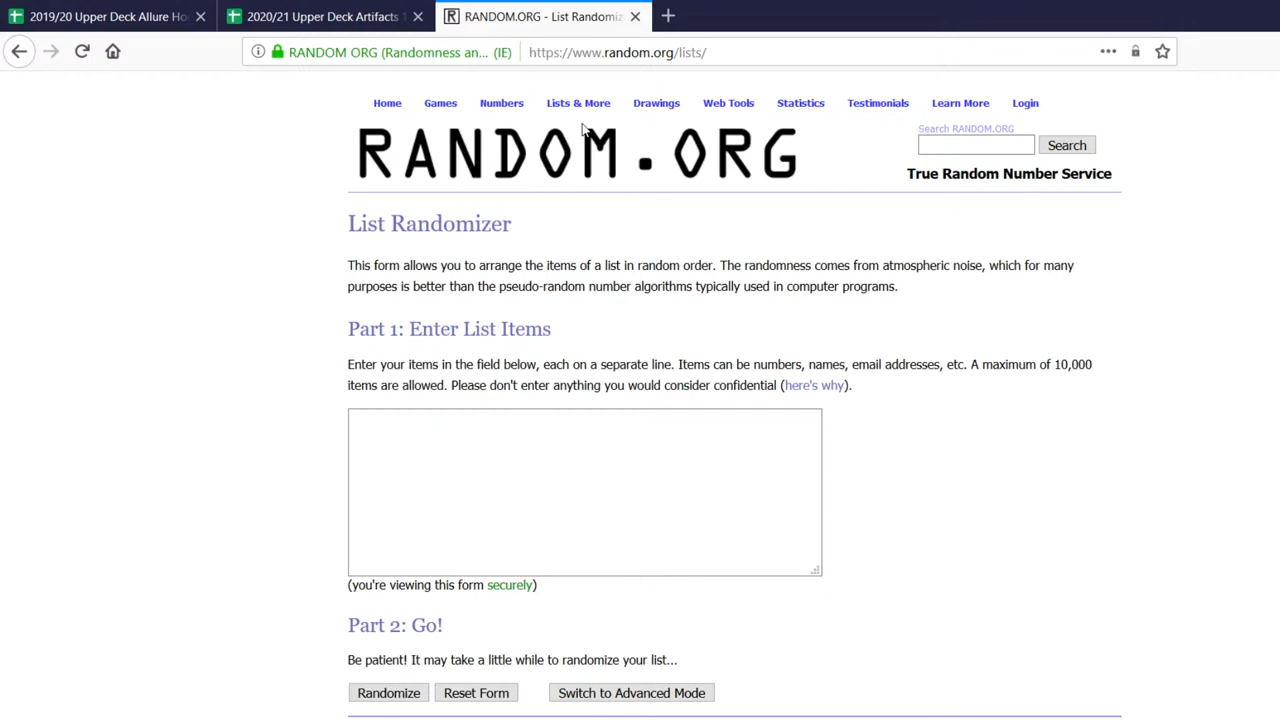 2019/20 Upper Deck Allure Ho
2020/21 Upper Deck Artifacts
RANDOM.ORG - List Randomiz
RANDOM ORG (Randomness an... (IE)
https://www.random.org/lists/
Home Games Numbers Lists & More Drawings Web Tools Statistics Testimonials Learn More Login
RANDOM.ORG
Search RANDOM.ORG
Search
True Random Number Service
List Randomizer
This form allows you to arrange the items of a list in random order. The randomness comes from atmospheric noise, which for many
purposes is better than the pseudo-random number algorithms typically used in computer programs.
Part 1: Enter List Items
Enter your items in the field below, each on a separate line. Items can be numbers, names, email addresses, etc. A maximum of 10,000
items are allowed. Please don't enter anything you would consider confidential (here's why).
(you're viewing this form securely)
Part 2: Go!
Be patient! It may take a little while to randomize your list...
Randomize Reset Form Switch to Advanced Mode